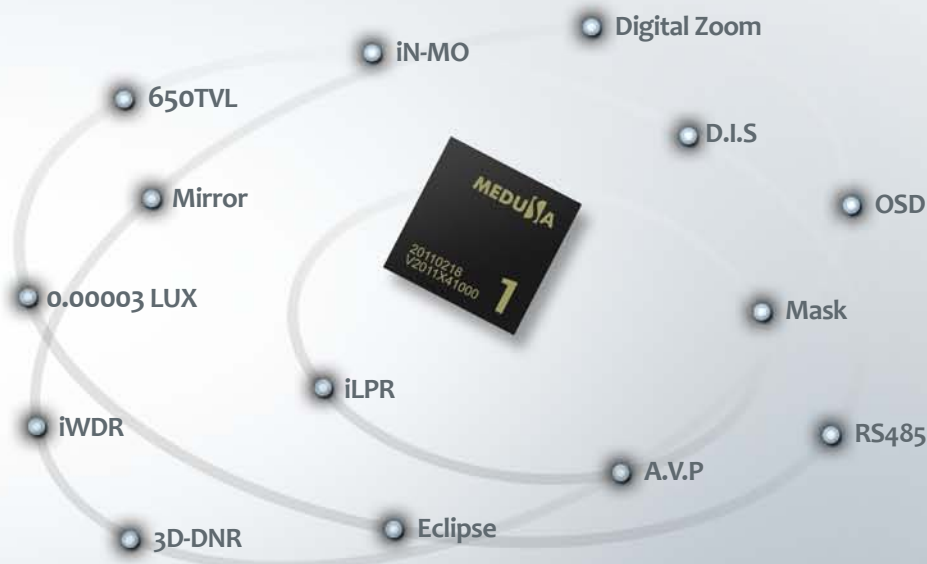 Digital Zoom
iN-MO
650TVL
D.I.S
Mirror
MEDUSSA
OSD
20110218
V2011X41000
1
0.00003 LUX
Mask
iLPR
iWDR
RS485
A.V.P
Eclipse
3D-DNR